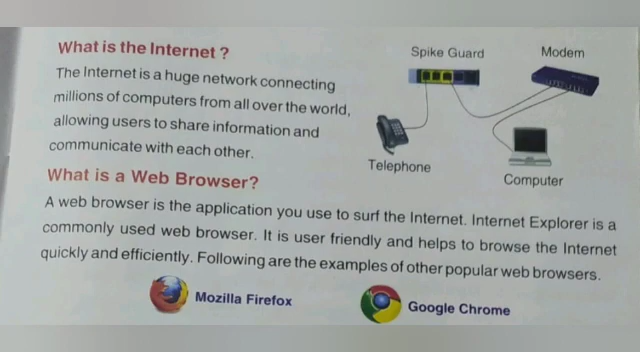 What is the Internet ?
The Internet is a huge network connecting
millions of computers from all over the world,
allowing users to share information and
communicate with each other.
Spike Guard
Modem
Telephone
Computer
What is a Web Browser?
A web browser is the application you use to surf the Internet. Internet Explorer is a
commonly used web browser. It is user friendly and helps to browse the Internet
quickly and efficiently. Following are the examples of other popular web browsers.
Mozilla Firefox
Google Chrome